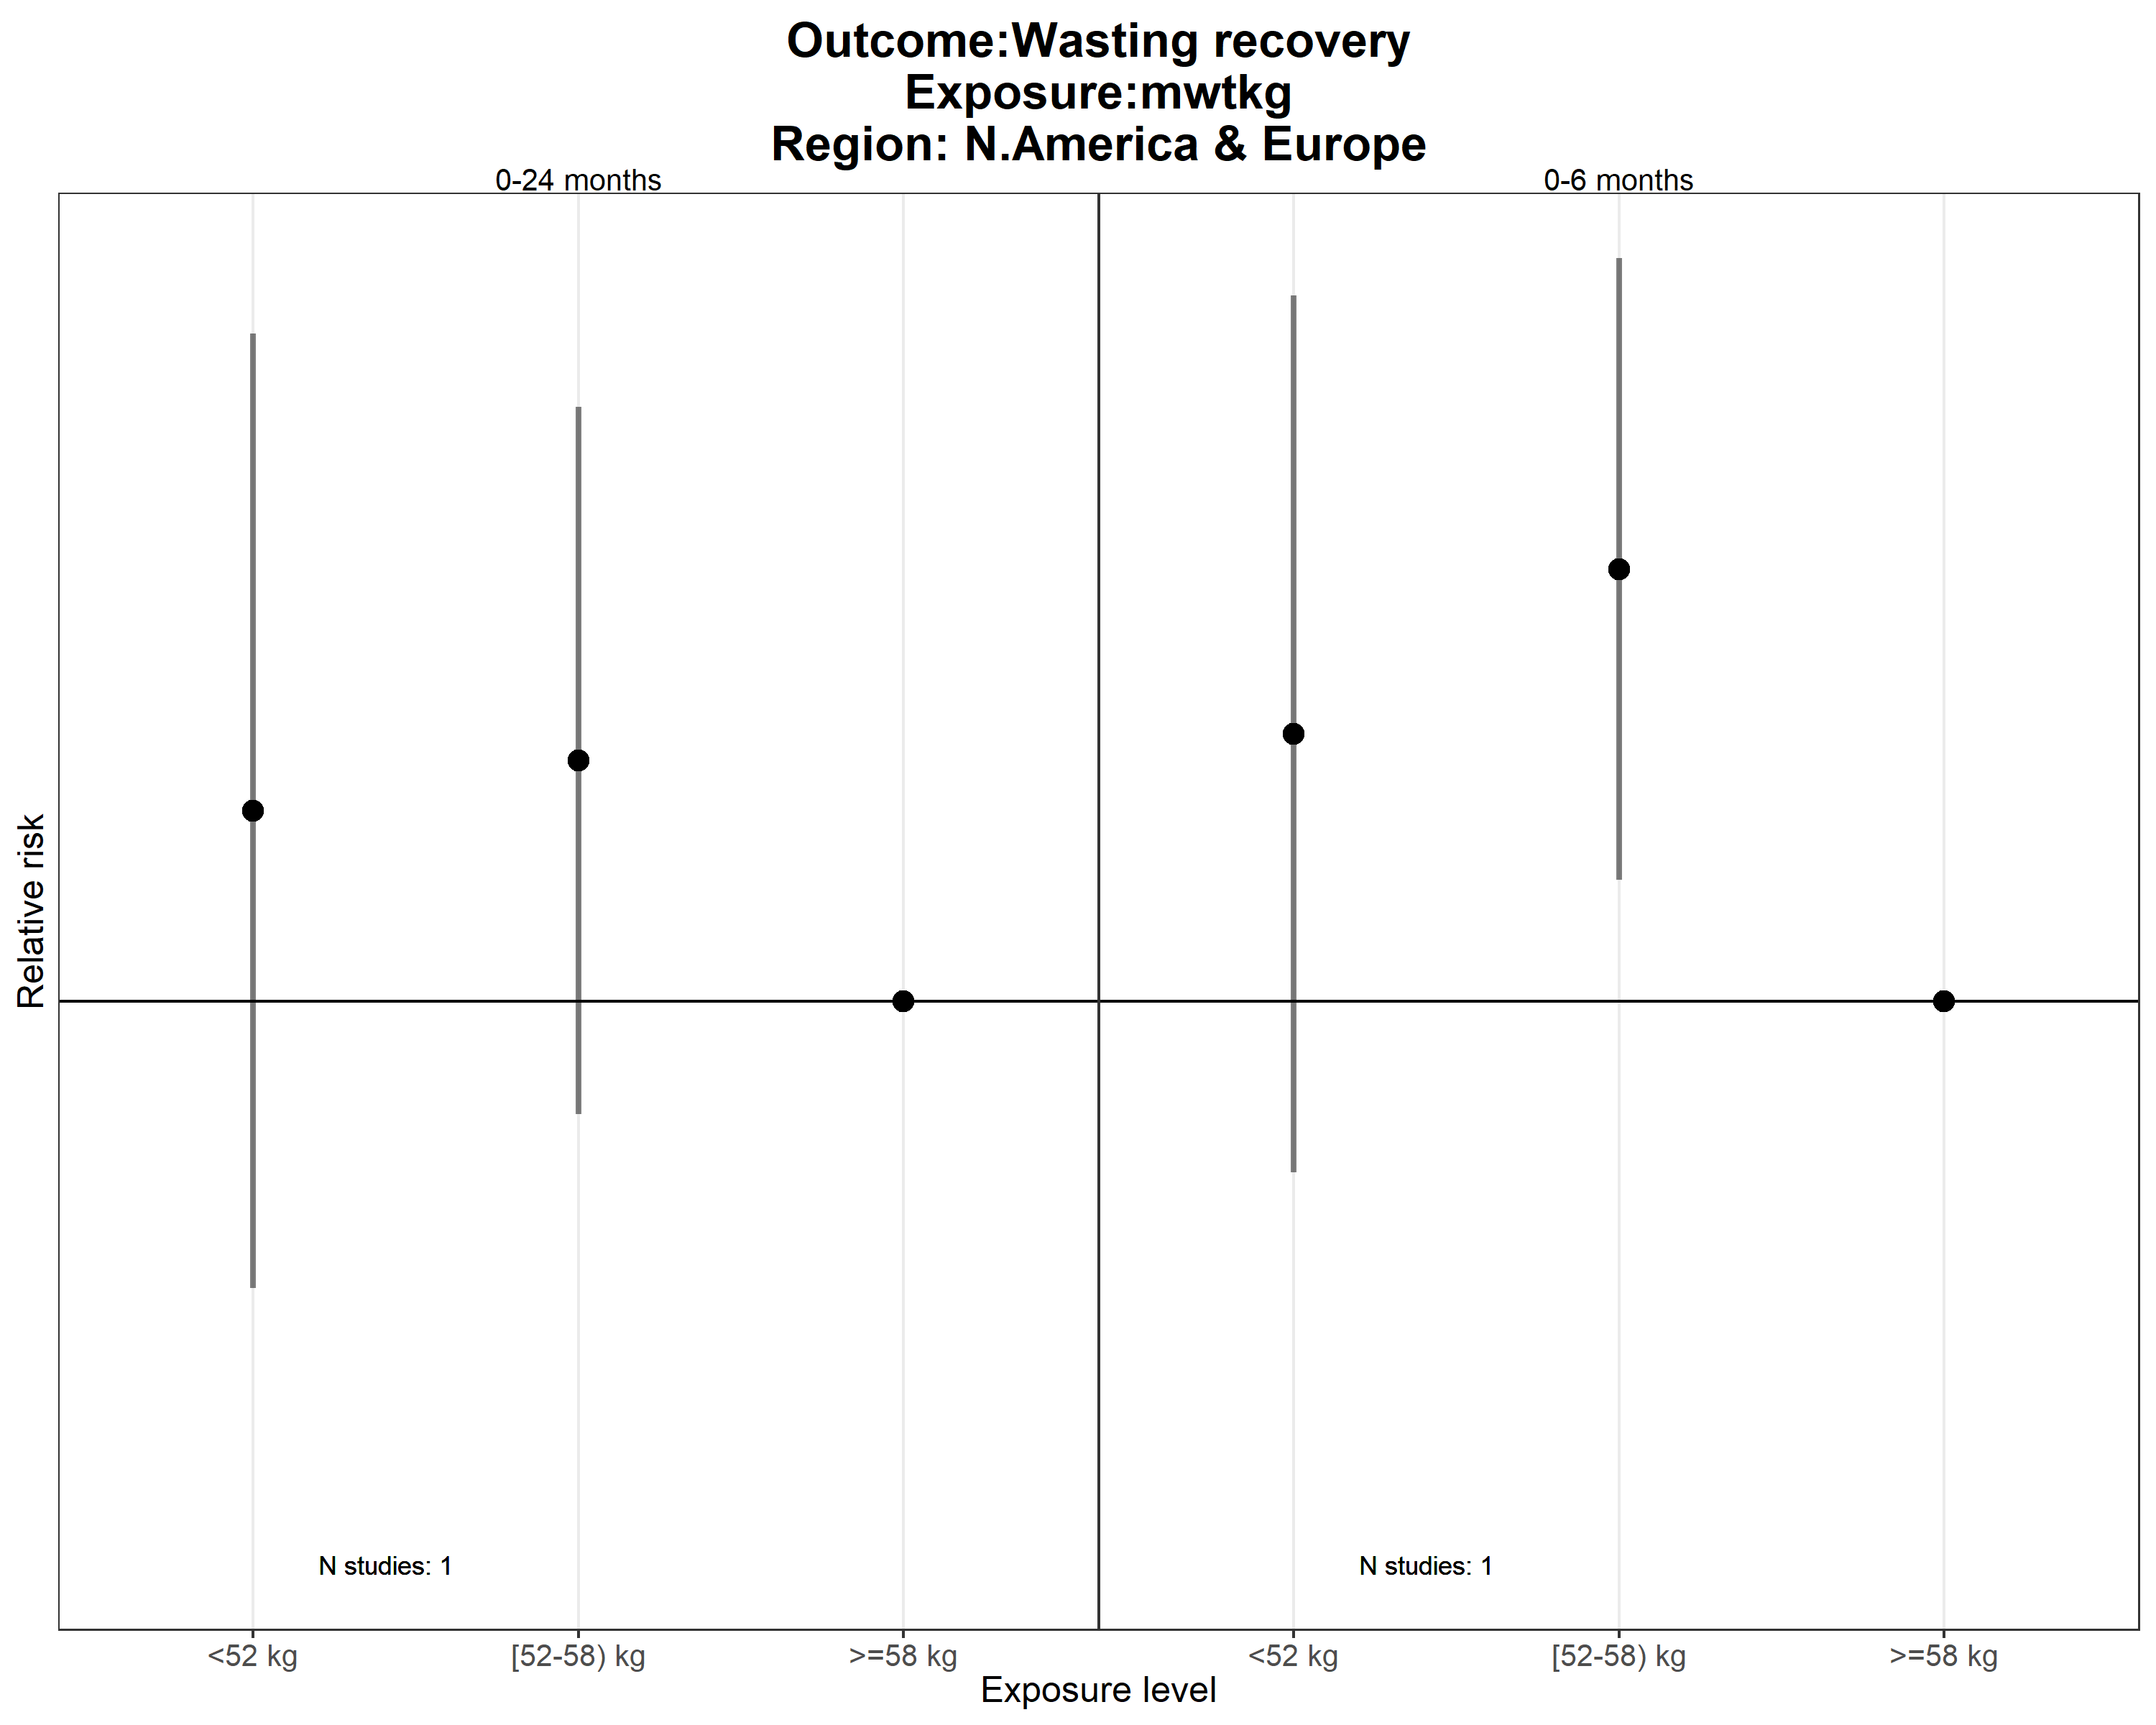 Outcome:Wasting recovery
Exposure:mwtkg
Region: N.America & Europe
0-24 months
0-6 months
Relative risk
N studies: 1
N studies: 1
<52 kg
[52-58) kg
>=58 kg
<52 kg
[52-58) kg
>=58 kg
Exposure level